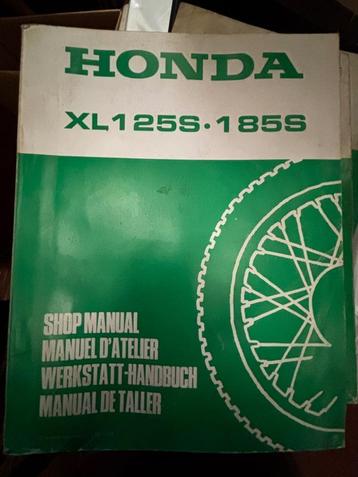 HONDA
XL125S·185S
SHOP MANUAL
MANUEL D'ATELIER
WERKSTATT-HANDBUCH
MANUAL DE TALLER